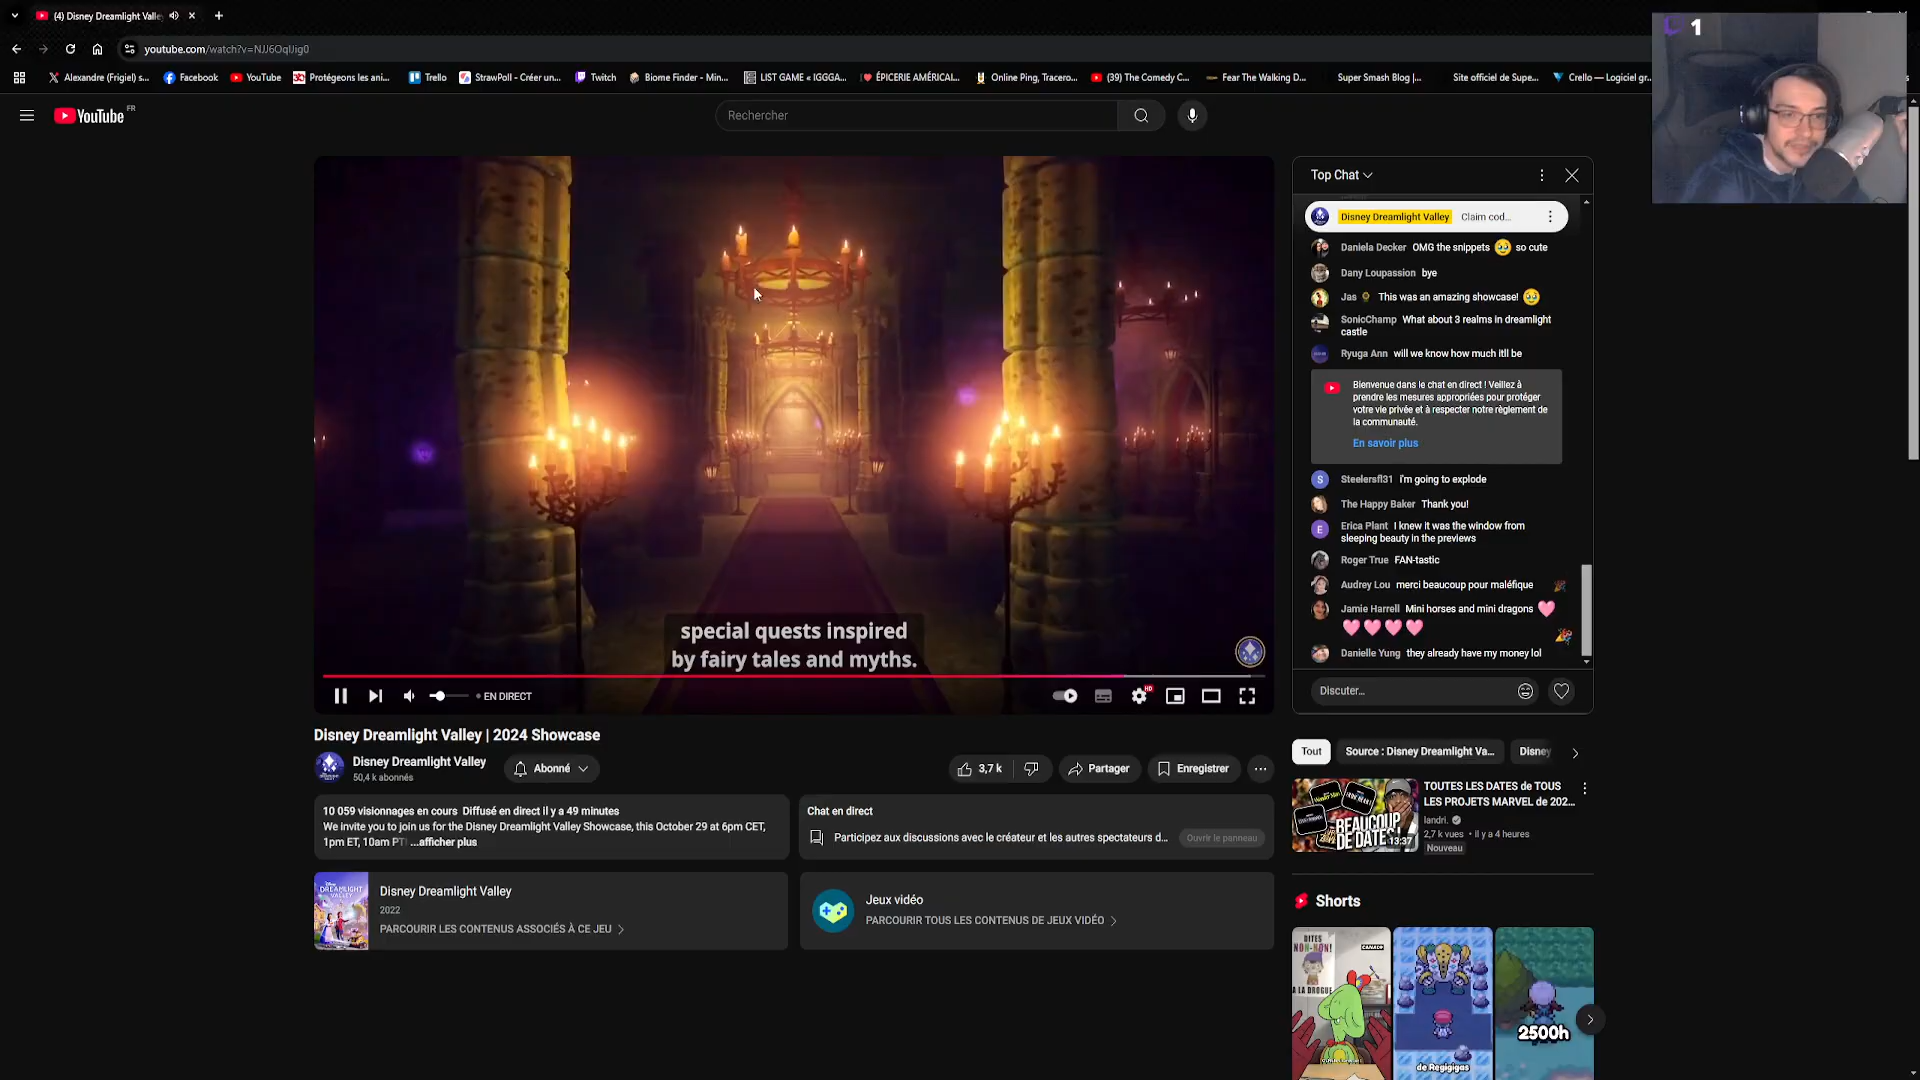 (4) Disney Dreamlight Valle
youtube.com/watch?v=NJJ6OqIJig0
Alexandre (Frigiel) s...
Facebook
YouTube
Protégeons les ani...
Trello
StrawPoll - Créer un...
Twitch
Biome Finder - Min...
LIST GAME « IGGGA...
ÉPICERIE AMÉRICAI...
Online Ping, Tracero...
(39) The Comedy C...
Fear The Walking D...
Super Smash Blog |...
Site officiel de Supe...
Crello — Logiciel gr...
1
YouTube FR
Rechercher
Top Chat
Disney Dreamlight Valley Claim cod...
Daniela Decker OMG the snippets so cute
Dany Loupassion bye
Jas This was an amazing showcase!
SonicChamp What about 3 realms in dreamlight
castle
Ryuga Ann will we know how much itll be
Bienvenue dans le chat en direct ! Veillez à
prendre les mesures appropriées pour protéger
votre vie privée et à respecter notre règlement de
la communauté.
En savoir plus
S Steelersfl31 i'm going to explode
The Happy Baker Thank you!
E Erica Plant I knew it was the window from
sleeping beauty in the previews
Roger True FAN-tastic
Audrey Lou merci beaucoup pour maléfique
Jamie Harrell Mini horses and mini dragons
Danielle Yung they already have my money lol
Discuter...
special quests inspired
by fairy tales and myths.
EN DIRECT
HD
Disney Dreamlight Valley | 2024 Showcase
Disney Dreamlight Valley
50,4 k abonnés
Abonné
3,7 k
Partager
Enregistrer
10 059 visionnages en cours Diffusé en direct il y a 49 minutes
We invite you to join us for the Disney Dreamlight Valley Showcase, this October 29 at 6pm CET,
1pm ET, 10am PT ...afficher plus
Chat en direct
Participez aux discussions avec le créateur et les autres spectateurs d...
Ouvrir le panneau
Disney
DREAMLIGHT
VALLEY
Disney Dreamlight Valley
2022
PARCOURIR LES CONTENUS ASSOCIÉS À CE JEU
Jeux vidéo
PARCOURIR TOUS LES CONTENUS DE JEUX VIDÉO
Tout
Source : Disney Dreamlight Va...
Disney
BEAUCOUP
DE DATES !
13:37
TOUTES LES DATES de TOUS
LES PROJETS MARVEL de 202...
landri.
2,7 k vues • Il y a 4 heures
Nouveau
Shorts
DITES
NON-NON!
A LA DROGUE
CANADP
de Regigigas
2500h